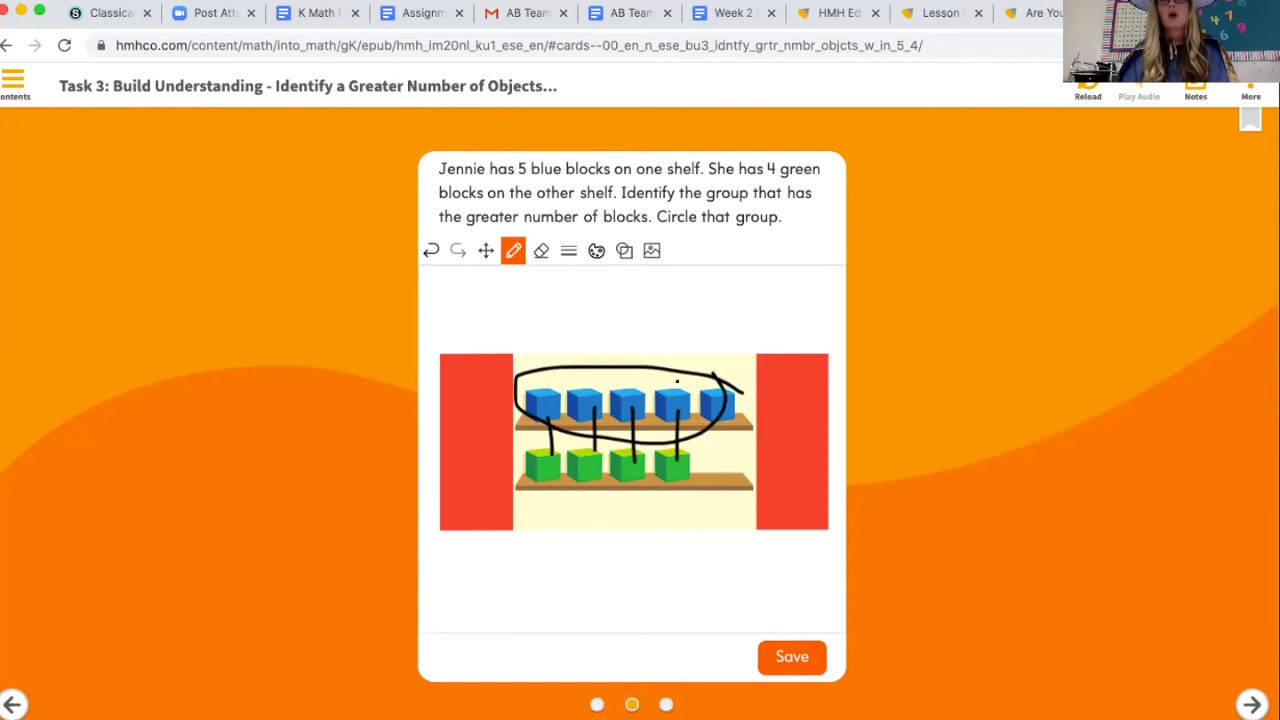 Classica
Post Att
K Math L
Assignm
AB Team
AB Team
Week 2
HMH Ed
Lesson
Are You
hmhco.com/content/math/into_math/gK/epub/hmh_im20nl_ku1_ese_en/#cards--00_en_n_ese_bu3_idntfy_grtr_nmbr_objcts_w_in_5_4/
ontents
Task 3: Build Understanding - Identify a Greater Number of Objects...
Reload
Play Audio
Notes
More
Jennie has 5 blue blocks on one shelf. She has 4 green
blocks on the other shelf. Identify the group that has
the greater number of blocks. Circle that group.
Save